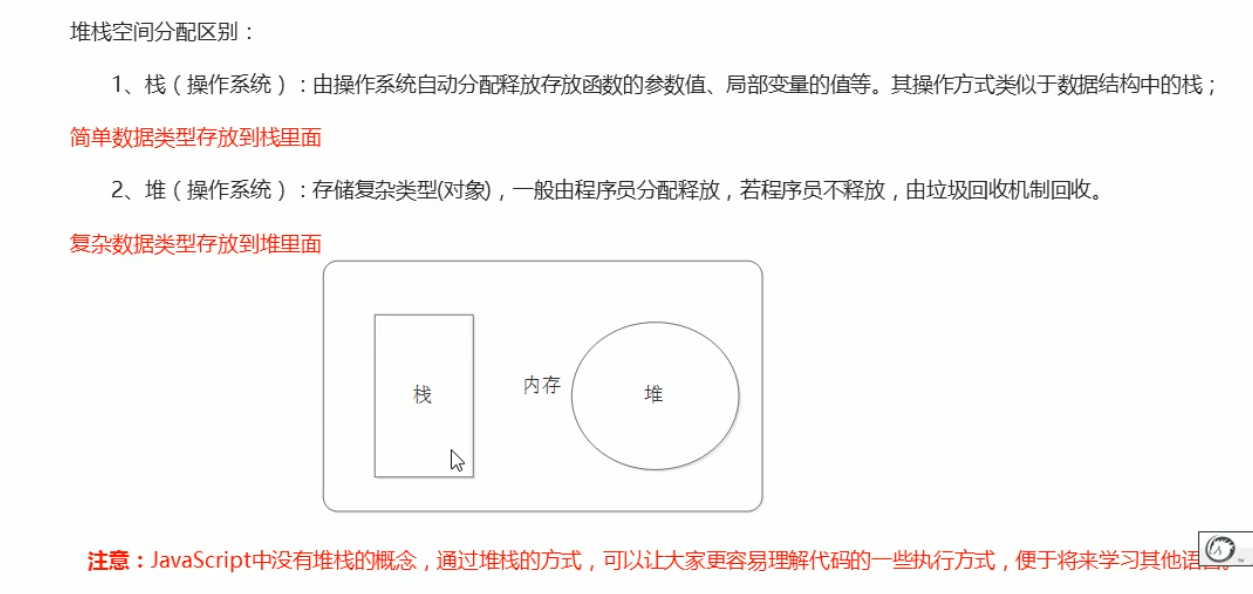 堆栈空间分配区别：
1、栈（操作系统）：由操作系统自动分配释放存放函数的参数值、局部变量的值等。其操作方式类似于数据结构中的栈；
简单数据类型存放到栈里面
2、堆（操作系统）：存储复杂类型(对象)，一般由程序员分配释放，若程序员不释放，由垃圾回收机制回收。
复杂数据类型存放到堆里面
栈 内存 堆
注意：JavaScript中没有堆栈的概念，通过堆栈的方式，可以让大家更容易理解代码的一些执行方式，便于将来学习其他语